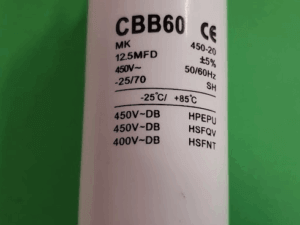 CBB60 CE
MK 450-20
12.5MFD ±5%
450V~ 50/60Hz
-25/70 SH
-25℃/ +85℃
450V~DB HPEPU
450V~DB HSFQV
400V~DB HSFNT